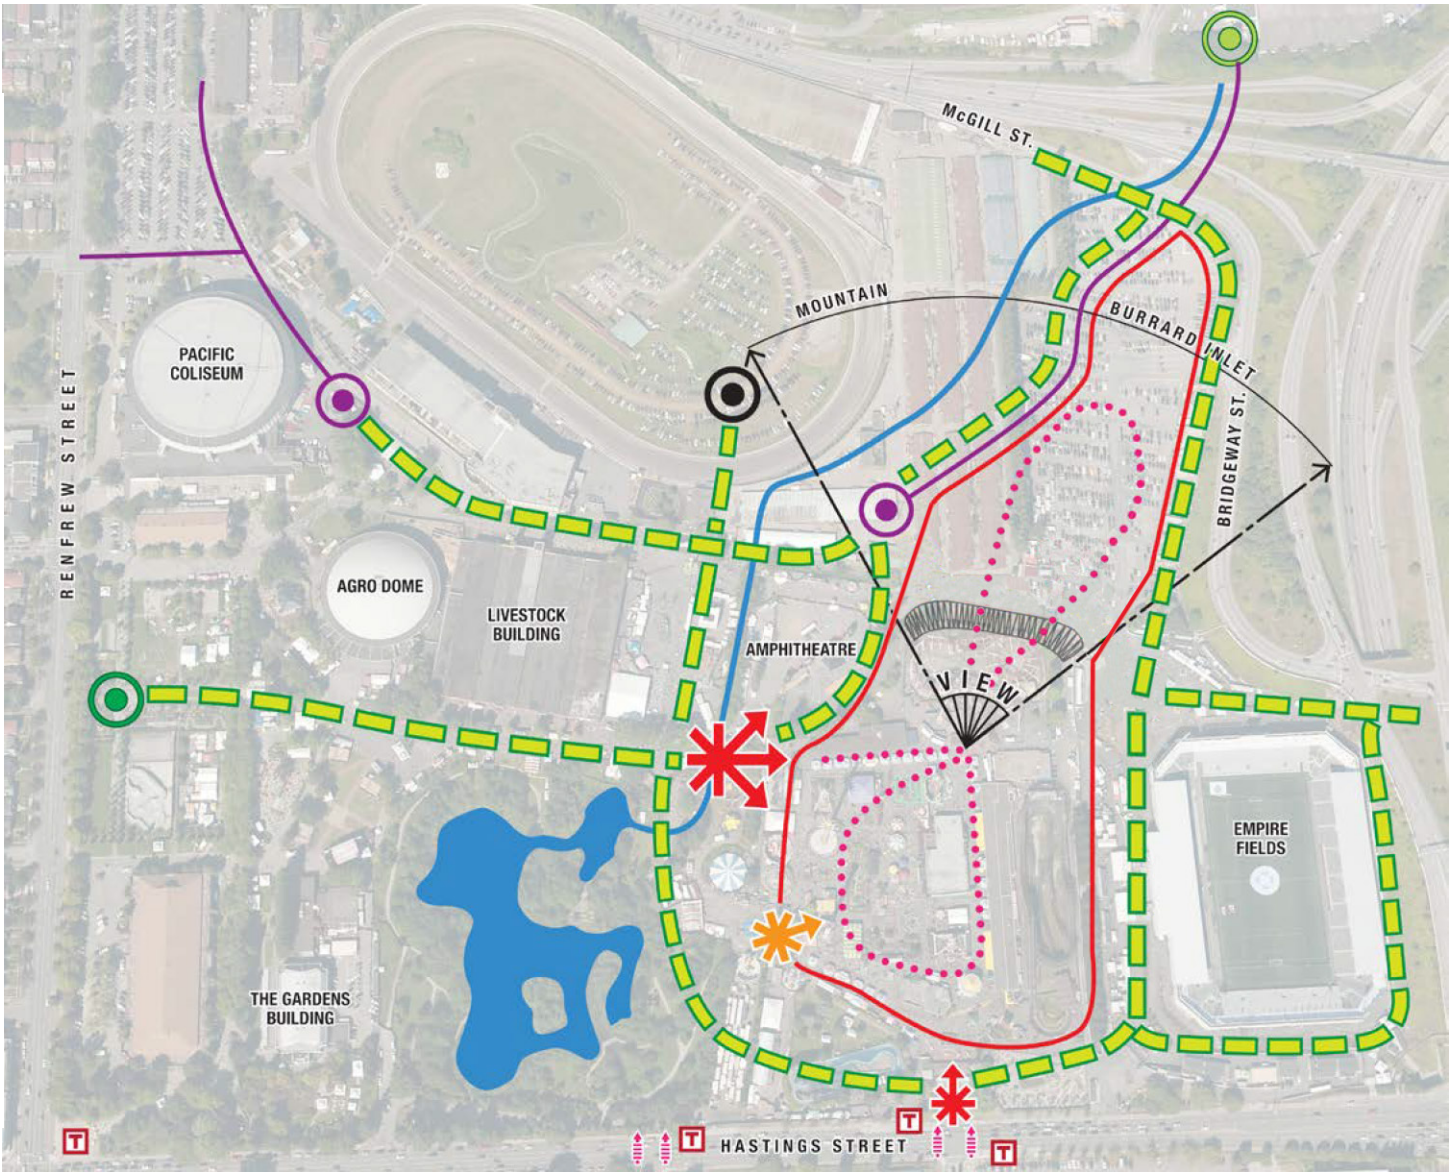 McGILL ST.
MOUNTAIN
BURRARD INLET
PACIFIC
COLISEUM
RENFREW STREET
BRIDGEWAY ST.
AGRO DOME
LIVESTOCK
BUILDING
AMPHITHEATRE
VIEW
EMPIRE
FIELDS
THE GARDENS
BUILDING
T
T
HASTINGS STREET
T
T